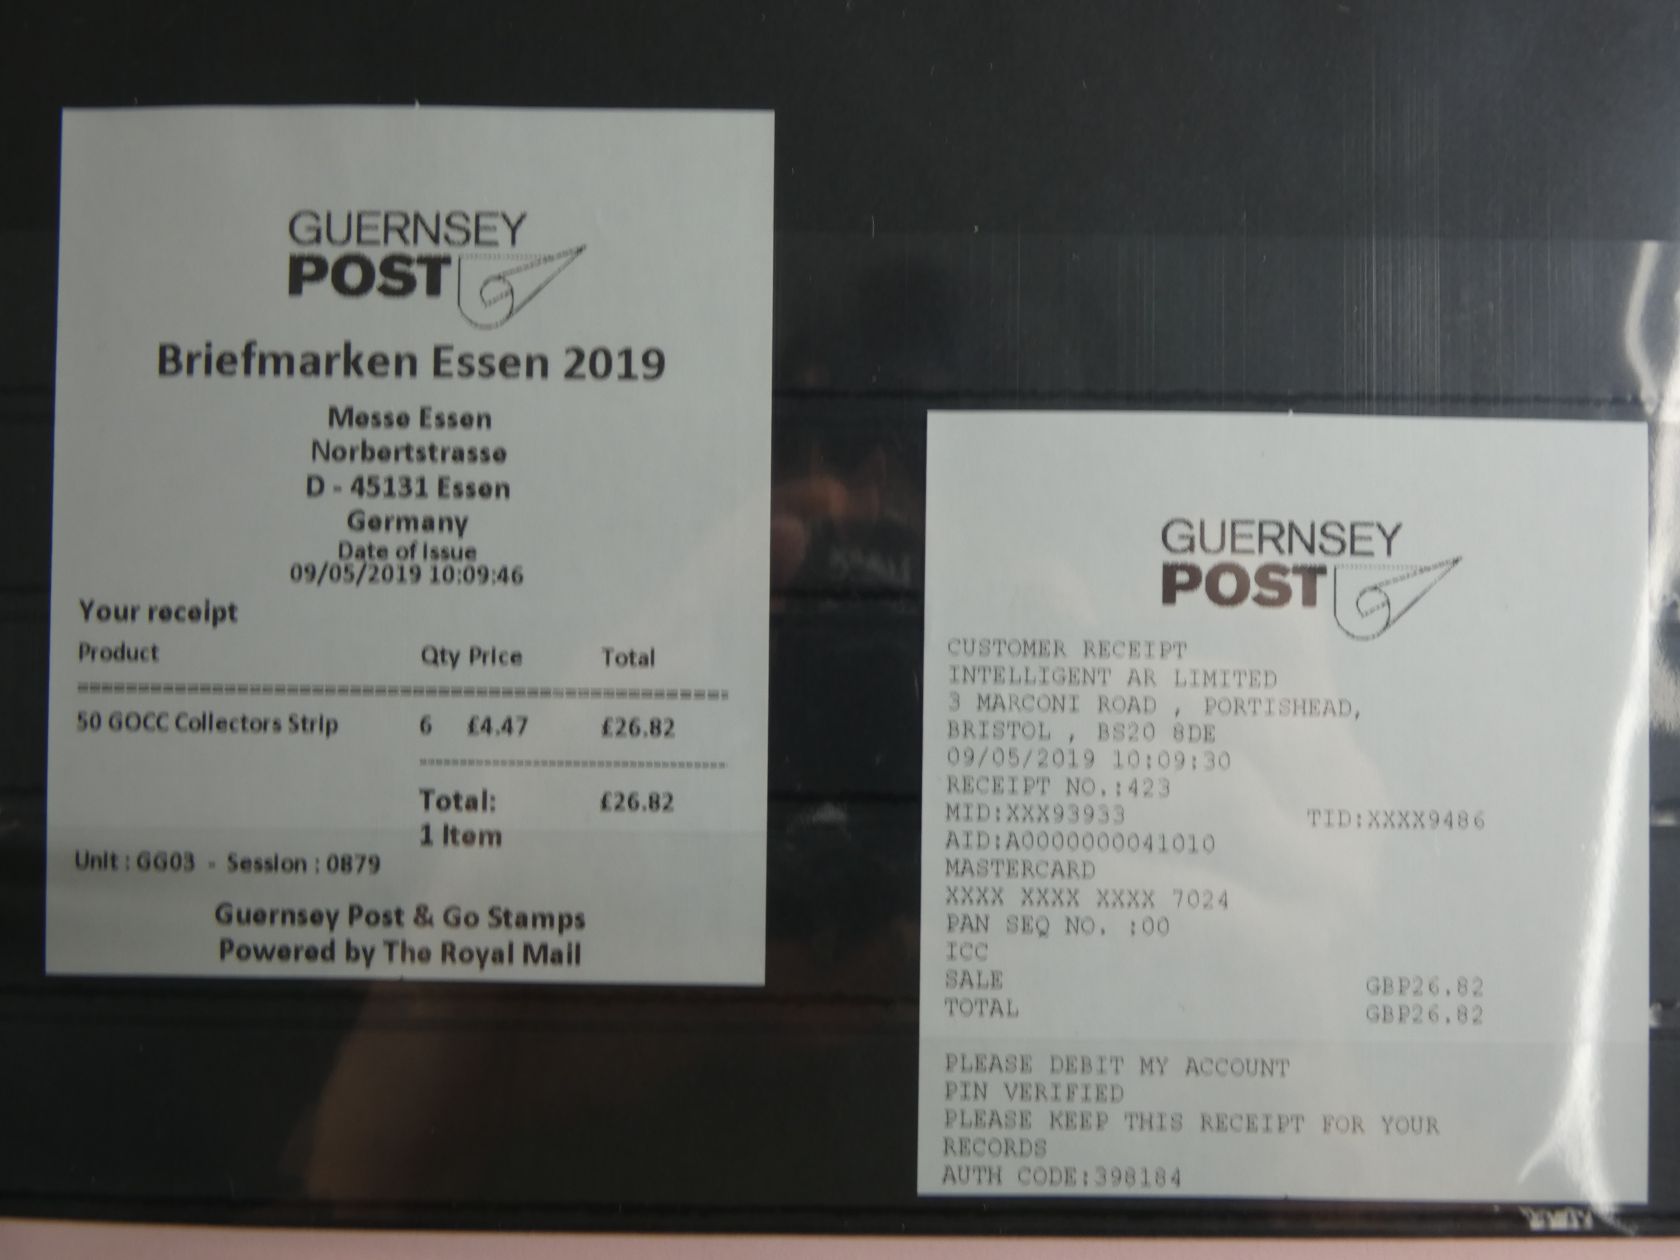 GUERNSEY
POST
Briefmarken Essen 2019
Messe Essen
Norbertstrasse
D - 45131 Essen
Germany
Date of Issue
09/05/2019 10:09:46
Your receipt
Product Qty Price Total
50 GOCC Collectors Strip 6 £4.47 £26.82
Total: £26.82
1 Item
Unit : GG03 - Session : 0879
Guernsey Post & Go Stamps
Powered by The Royal Mail
GUERNSEY
POST
CUSTOMER RECEIPT
INTELLIGENT AR LIMITED
3 MARCONI ROAD , PORTISHEAD,
BRISTOL , BS20 8DE
09/05/2019 10:09:30
RECEIPT NO.:423
MID:XXX93933 TID:XXXX9486
AID:A0000000041010
MASTERCARD
XXXX XXXX XXXX 7024
PAN SEQ NO. :00
ICC
SALE GBP26.82
TOTAL GBP26.82
PLEASE DEBIT MY ACCOUNT
PIN VERIFIED
PLEASE KEEP THIS RECEIPT FOR YOUR
RECORDS
AUTH CODE:398184